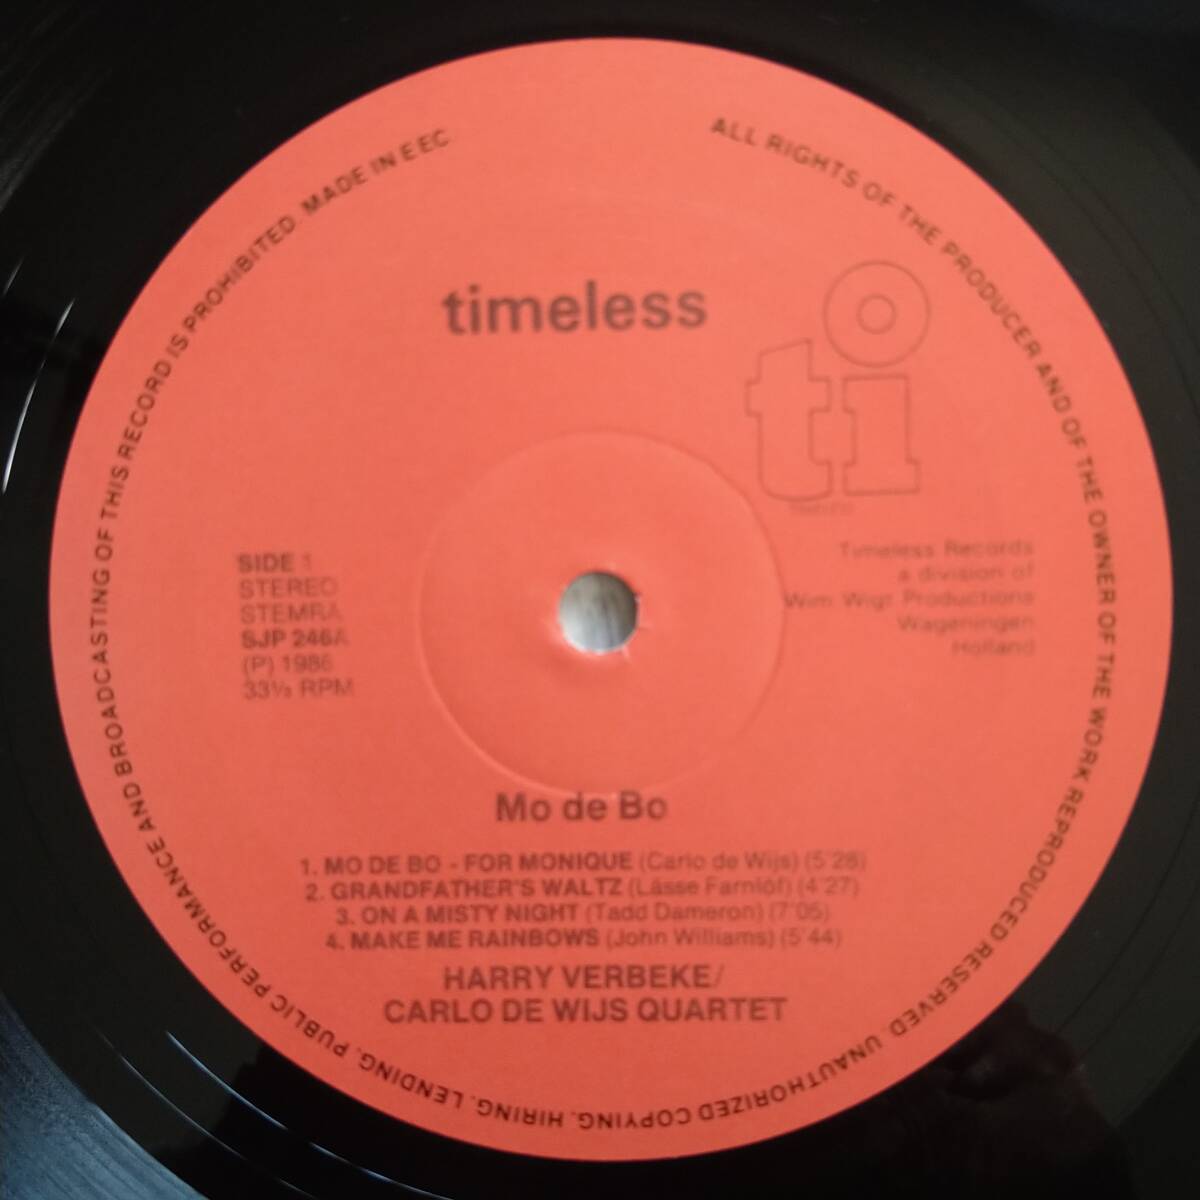 ALL RIGHTS OF THE PRODUCER AND OF THE OWNER OF THE WORK REPRODUCED RESERVED. UNAUTHORIZED COPYING, HIRING, LENDING, PUBLIC PERFORMANCE AND BROADCASTING OF THIS RECORD IS PROHIBITED. MADE IN EEC
timeless
ti
SIDE 1
STEREO
STEMRA
SJP 246A
(P) 1986
33⅓ RPM
Timeless Records
a division of
Wim Wigt Productions
Wageningen
Holland
Mo de Bo
1. MO DE BO - FOR MONIQUE (Carlo de Wijs) (5'28)
2. GRANDFATHER'S WALTZ (Lásse Farnlöf) (4'27)
3. ON A MISTY NIGHT (Tadd Dameron) (7'05)
4. MAKE ME RAINBOWS (John Williams) (5'44)
HARRY VERBEKE/
CARLO DE WIJS QUARTET